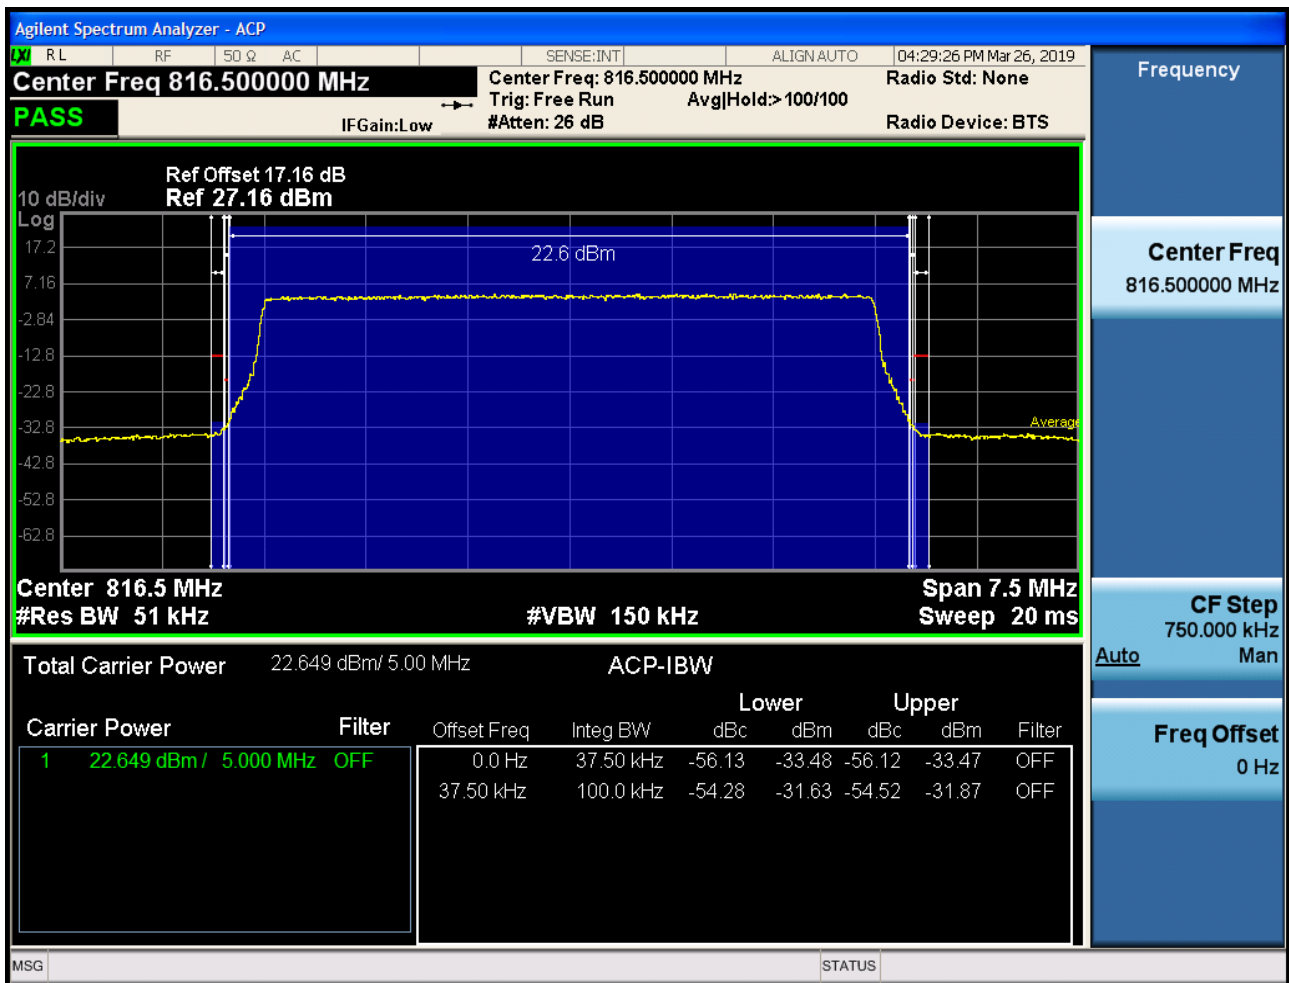 Agilent Spectrum Analyzer - ACP
LXI RL RF 50 Ω AC SENSE:INT ALIGN AUTO 04:29:26 PM Mar 26, 2019
Center Freq 816.500000 MHz
PASS
IFGain:Low
Center Freq: 816.500000 MHz
Trig: Free Run Avg|Hold:>100/100
#Atten: 26 dB
Radio Std: None
Radio Device: BTS
Ref Offset 17.16 dB
10 dB/div Ref 27.16 dBm
Log
17.2
7.16
-2.84
-12.8
-22.8
-32.8
-42.8
-52.8
-62.8
22.6 dBm
Average
Center 816.5 MHz Span 7.5 MHz
#Res BW 51 kHz #VBW 150 kHz Sweep 20 ms
Total Carrier Power 22.649 dBm/ 5.00 MHz ACP-IBW
Lower Upper
Carrier Power Filter Offset Freq Integ BW dBc dBm dBc dBm Filter
1 22.649 dBm / 5.000 MHz OFF 0.0 Hz 37.50 kHz -56.13 -33.48 -56.12 -33.47 OFF
37.50 kHz 100.0 kHz -54.28 -31.63 -54.52 -31.87 OFF
Frequency
Center Freq
816.500000 MHz
CF Step
750.000 kHz
Auto Man
Freq Offset
0 Hz
MSG STATUS